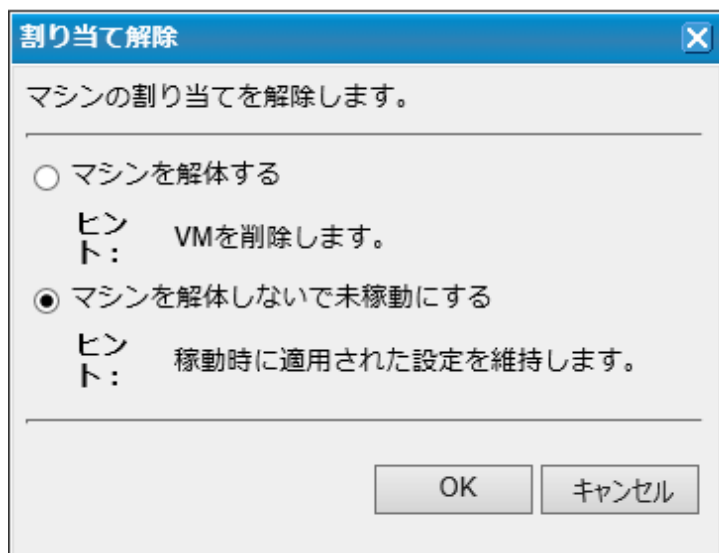 割り当て解除
マシンの割り当てを解除します。
マシンを解体する
ヒン
ト：
VMを削除します。
マシンを解体しないで未稼動にする
ヒン
ト：
稼動時に適用された設定を維持します。
OK
キャンセル